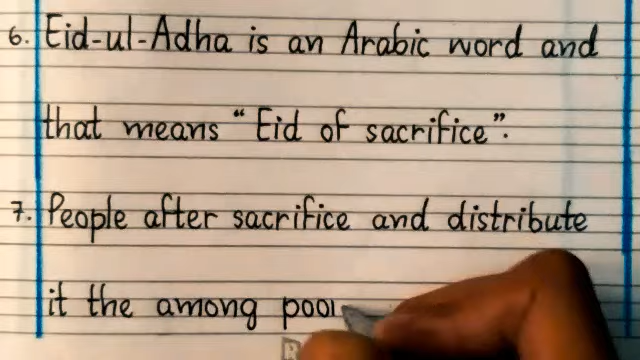 6. Eid-ul-Adha is an Arabic word and
that means "Eid of sacrifice".
7. People after sacrifice and distribute
it the among